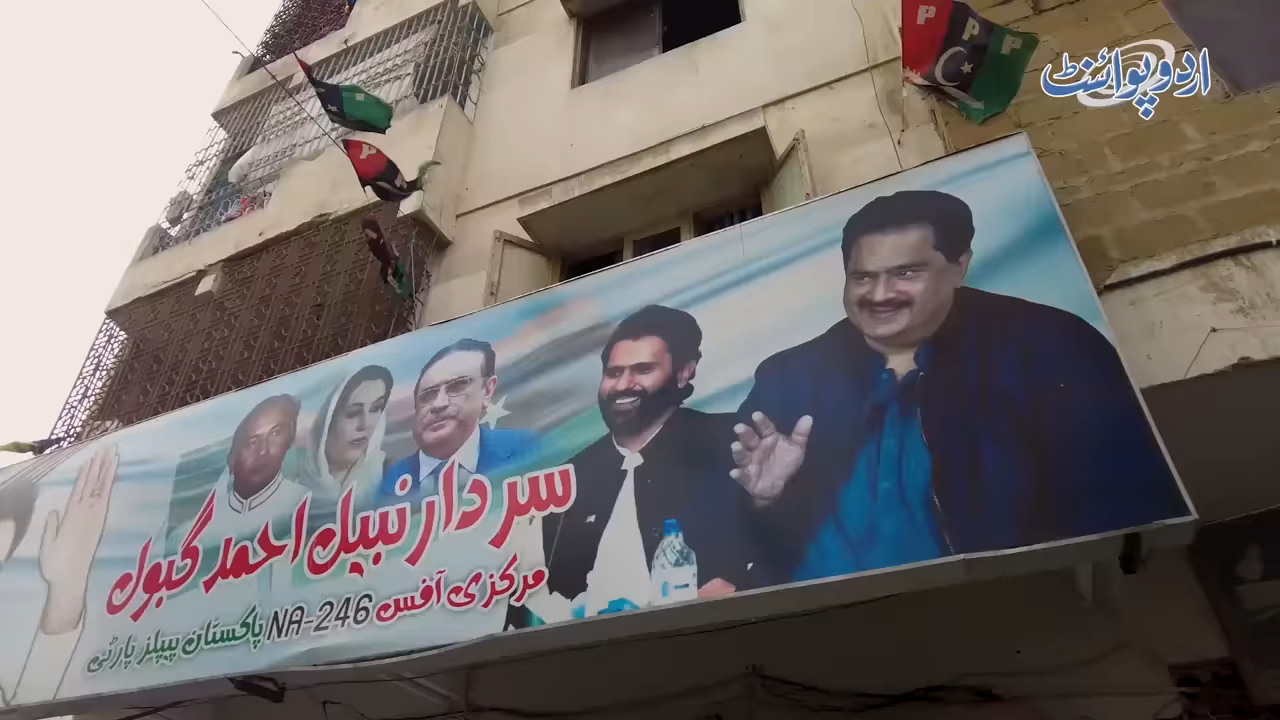 PPP
اردو پوائنٹ
P
سردار نبیل احمد گبول
مرکزی آفس NA-246 پاکستان پیپلز پارٹی